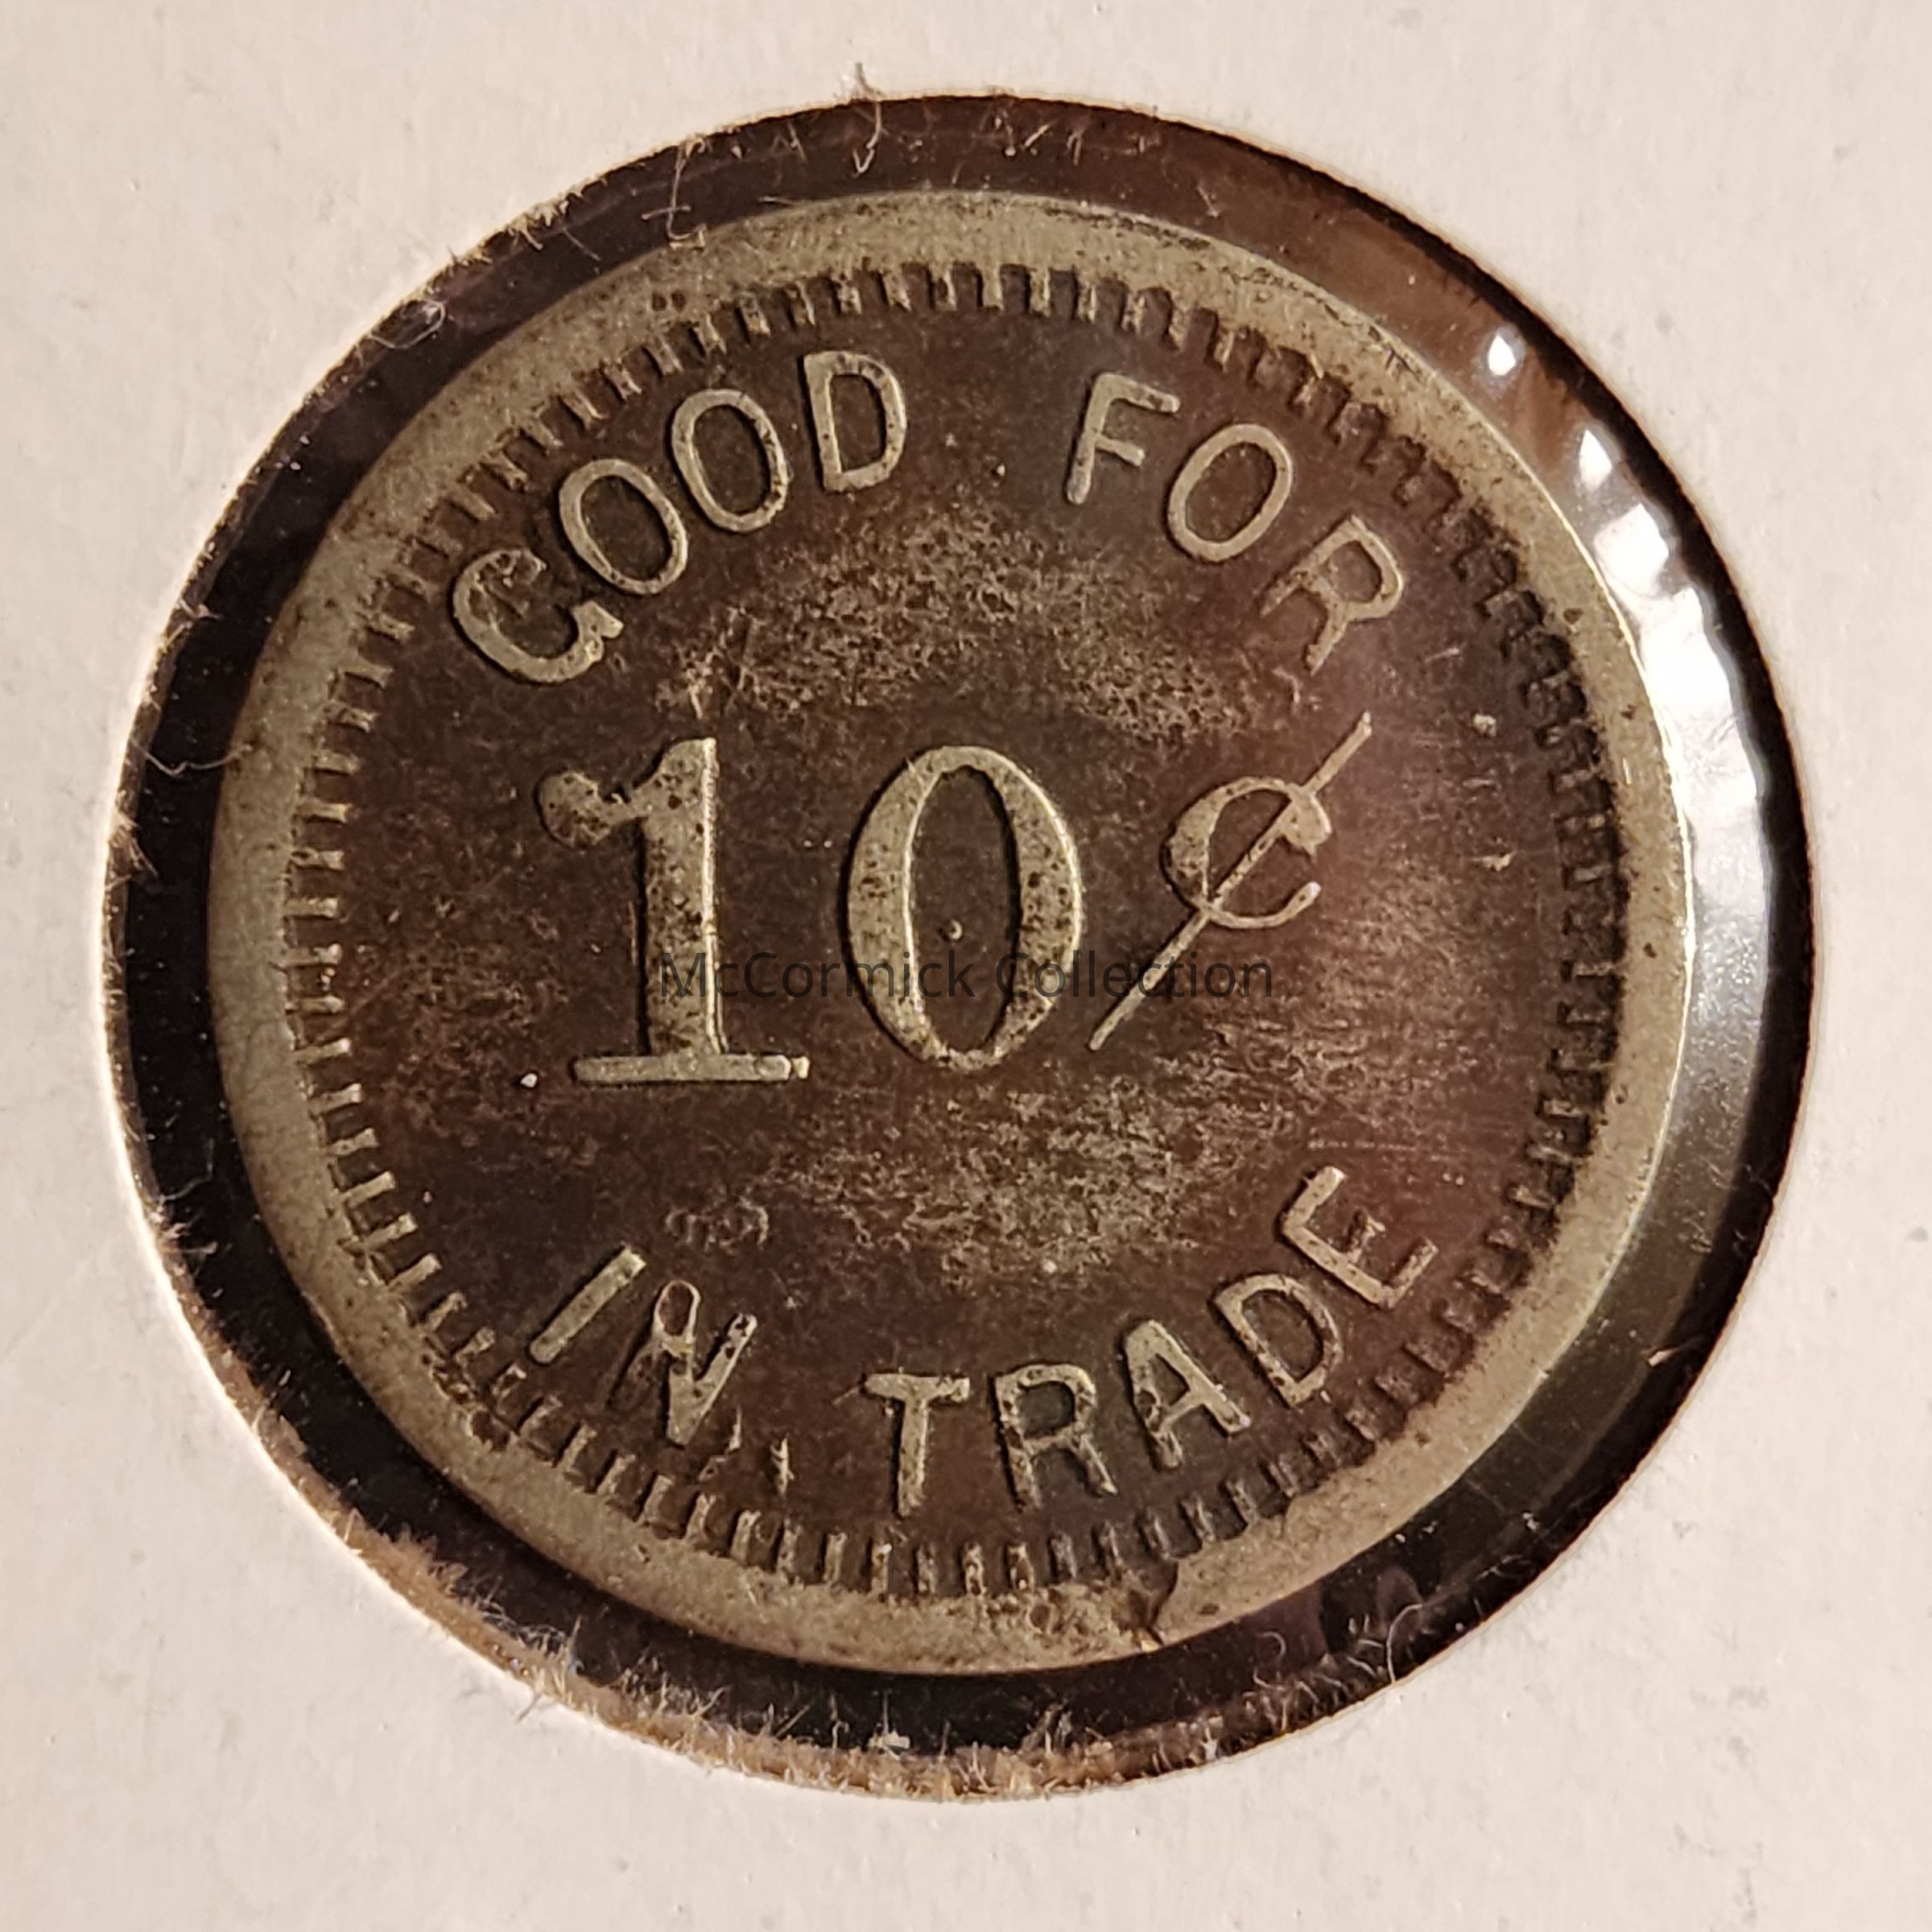 GOOD FOR
10¢
McCormick Collection
IN TRADE